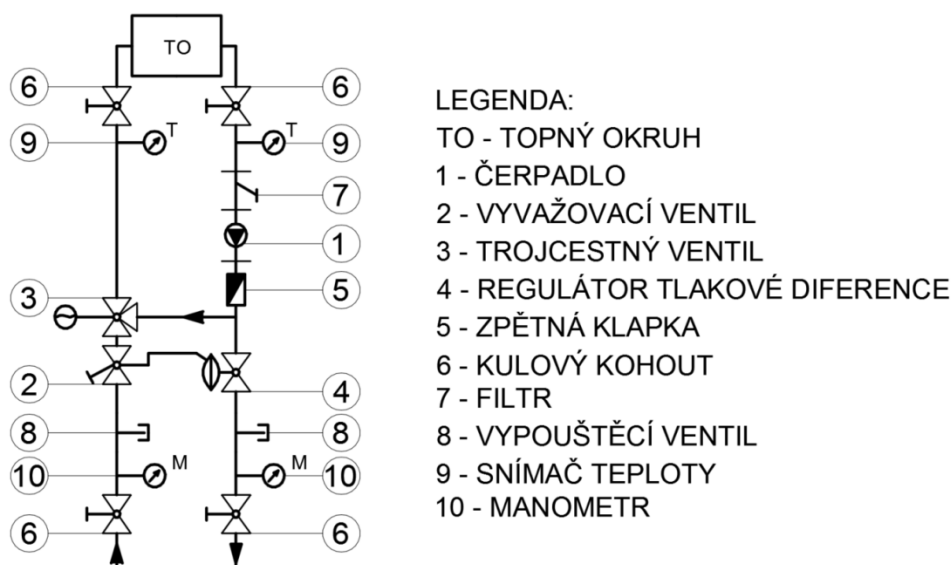 TO
6
6
T
T
9
9
7
1
3
5
2
4
8
8
M
M
10
10
6
6
LEGENDA:
TO - TOPNÝ OKRUH
1 - ČERPADLO
2 - VYVAŽOVACÍ VENTIL
3 - TROJCESTNÝ VENTIL
4 - REGULÁTOR TLAKOVÉ DIFERENCE
5 - ZPĚTNÁ KLAPKA
6 - KULOVÝ KOHOUT
7 - FILTR
8 - VYPOUŠTĚCÍ VENTIL
9 - SNÍMAČ TEPLOTY
10 - MANOMETR